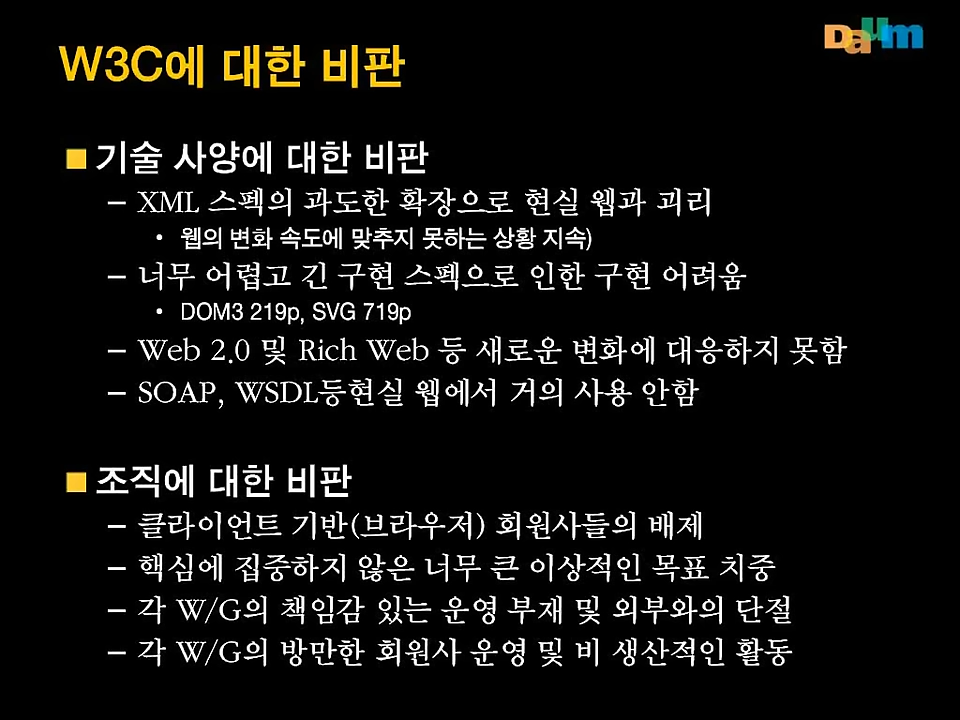 Daum
W3C에 대한 비판
■ 기술 사양에 대한 비판
– XML 스펙의 과도한 확장으로 현실 웹과 괴리
• 웹의 변화 속도에 맞추지 못하는 상황 지속)
– 너무 어렵고 긴 구현 스펙으로 인한 구현 어려움
• DOM3 219p, SVG 719p
– Web 2.0 및 Rich Web 등 새로운 변화에 대응하지 못함
– SOAP, WSDL등현실 웹에서 거의 사용 안함
■ 조직에 대한 비판
– 클라이언트 기반(브라우저) 회원사들의 배제
– 핵심에 집중하지 않은 너무 큰 이상적인 목표 치중
– 각 W/G의 책임감 있는 운영 부재 및 외부와의 단절
– 각 W/G의 방만한 회원사 운영 및 비 생산적인 활동